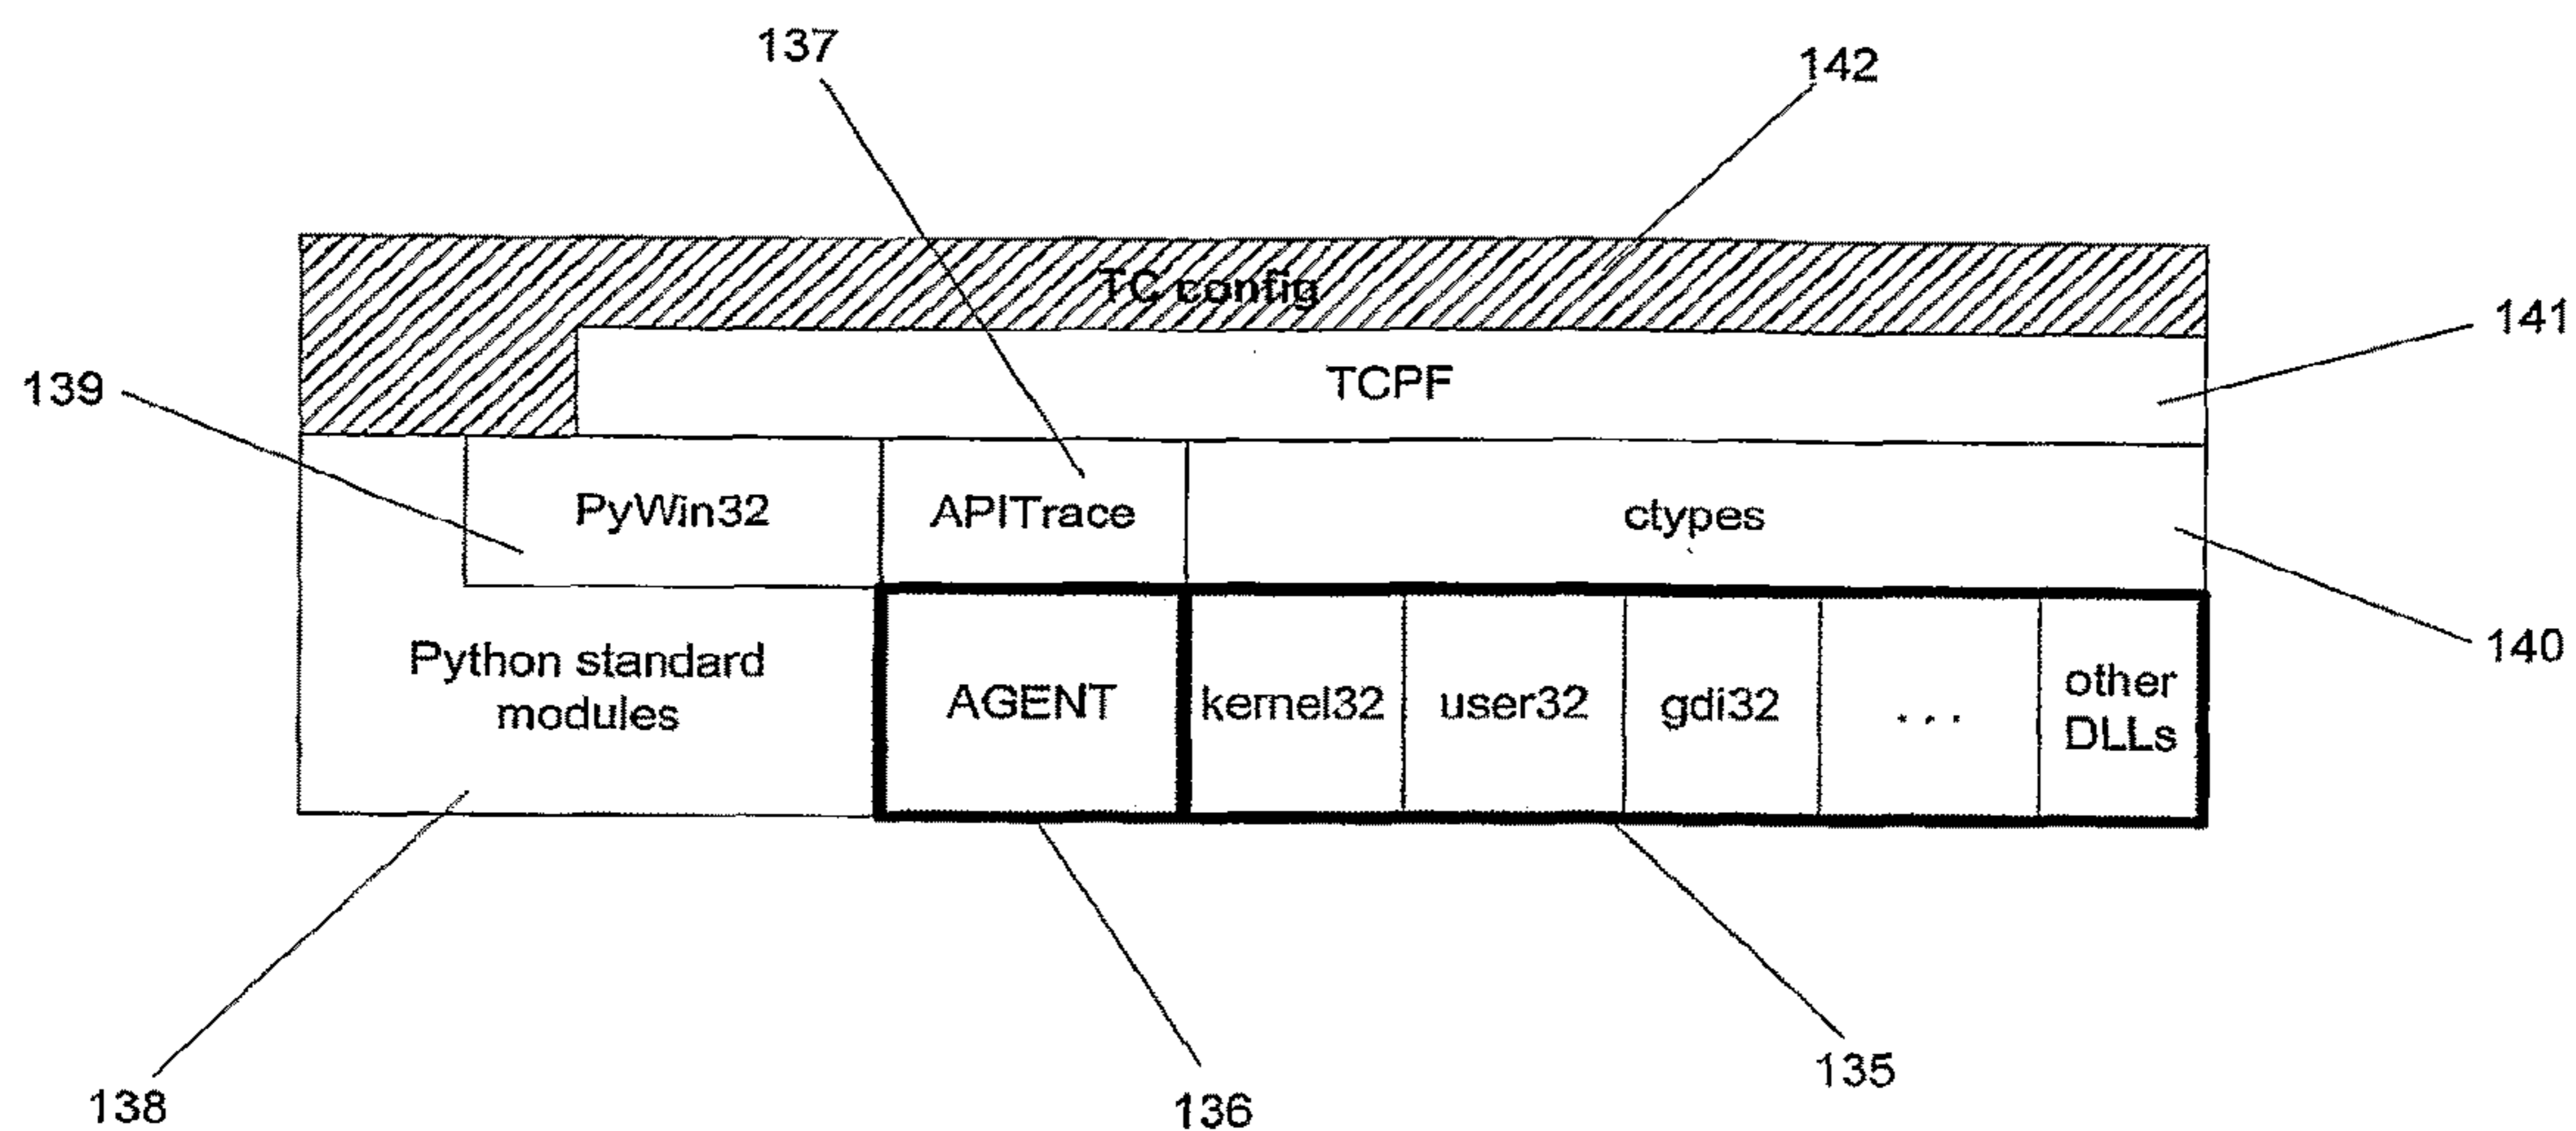 137
142
TC config
141
TCPF
139
PyWin32
APITrace
ctypes
Python standard
modules
AGENT
kernel32
user32
gdi32
...
other
DLLs
140
135
138
136